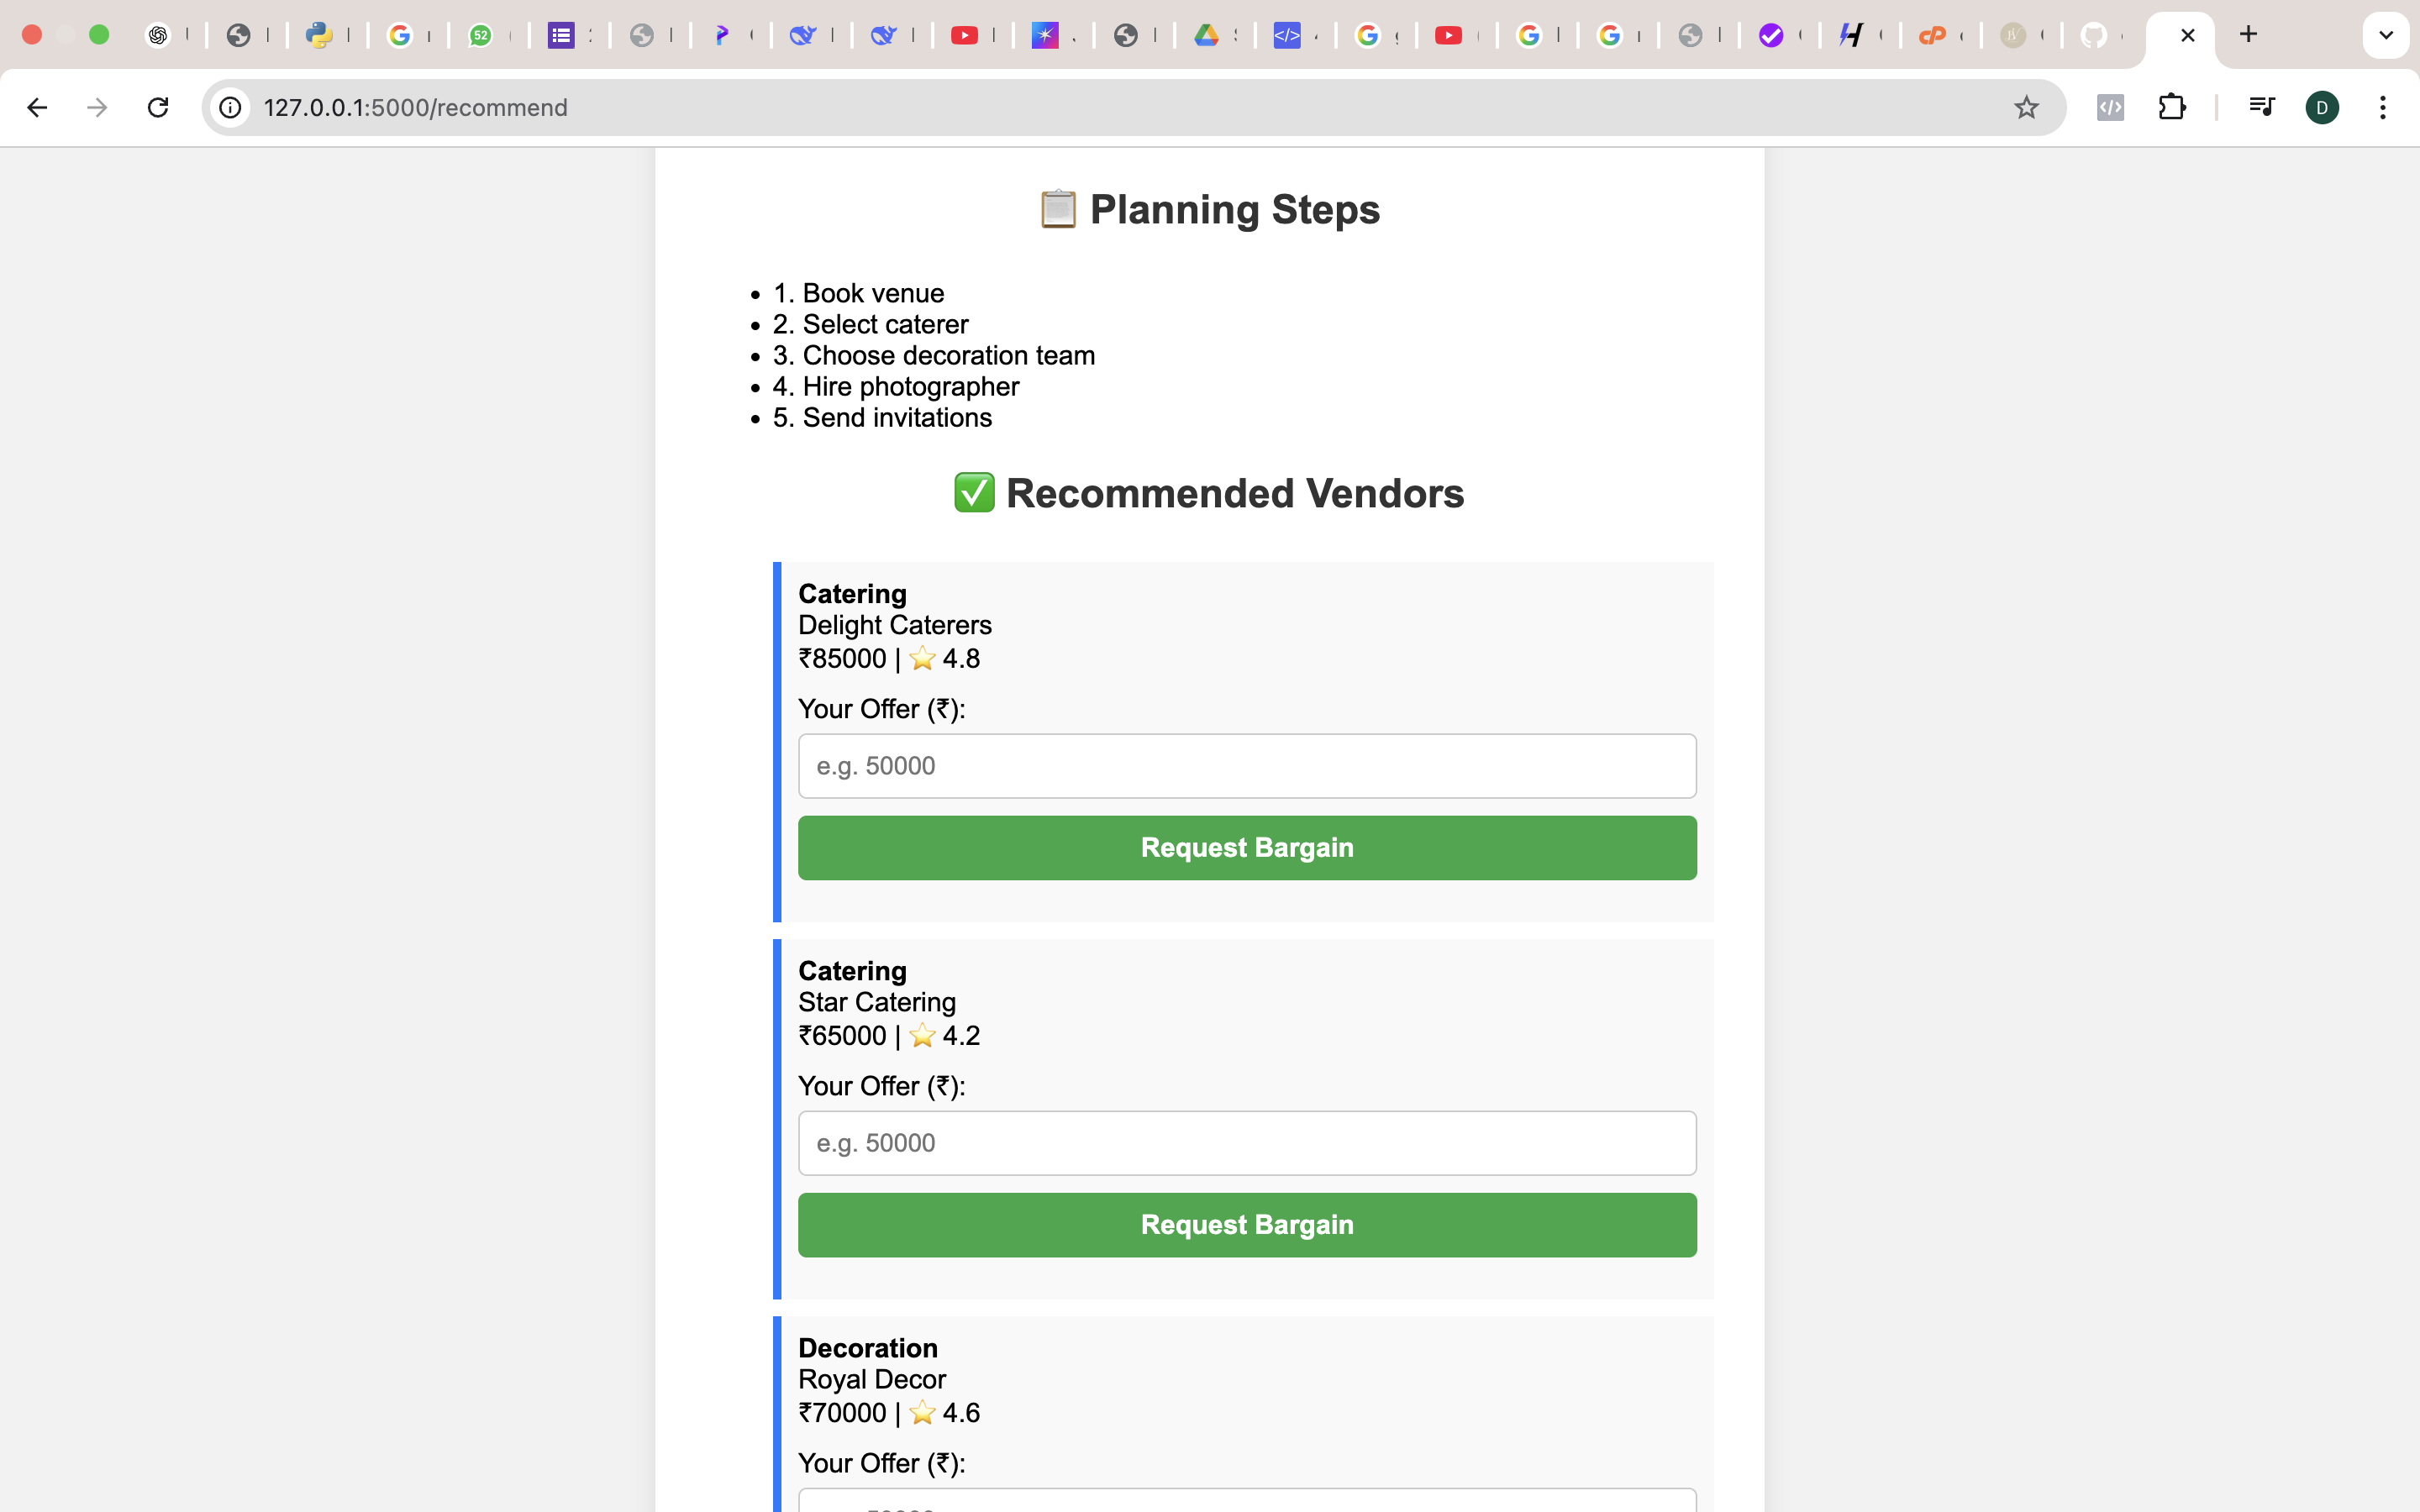 52
127.0.0.1:5000/recommend
D
📋 Planning Steps
• 1. Book venue
• 2. Select caterer
• 3. Choose decoration team
• 4. Hire photographer
• 5. Send invitations
✅ Recommended Vendors
Catering
Delight Caterers
₹85000 | ⭐ 4.8
Your Offer (₹):
e.g. 50000
Request Bargain
Catering
Star Catering
₹65000 | ⭐ 4.2
Your Offer (₹):
e.g. 50000
Request Bargain
Decoration
Royal Decor
₹70000 | ⭐ 4.6
Your Offer (₹):